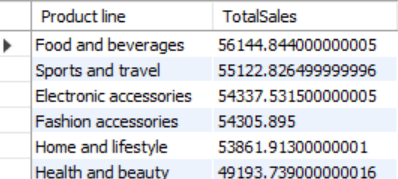 Product line TotalSales
Food and beverages 56144.844000000005
Sports and travel 55122.826499999996
Electronic accessories 54337.531500000005
Fashion accessories 54305.895
Home and lifestyle 53861.91300000001
Health and beauty 49193.739000000016